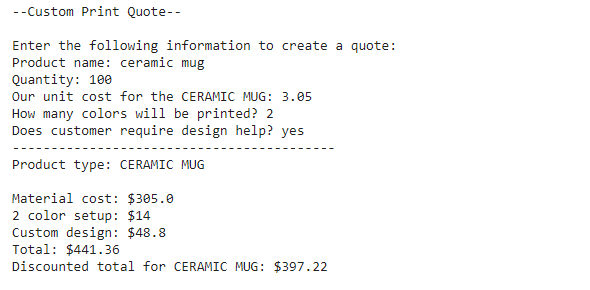 --Custom Print Quote--
Enter the following information to create a quote:
Product name: ceramic mug
Quantity: 100
Our unit cost for the CERAMIC MUG: 3.05
How many colors will be printed? 2
Does customer require design help? yes
------------------------------------------
Product type: CERAMIC MUG
Material cost: $305.0
2 color setup: $14
Custom design: $48.8
Total: $441.36
Discounted total for CERAMIC MUG: $397.22